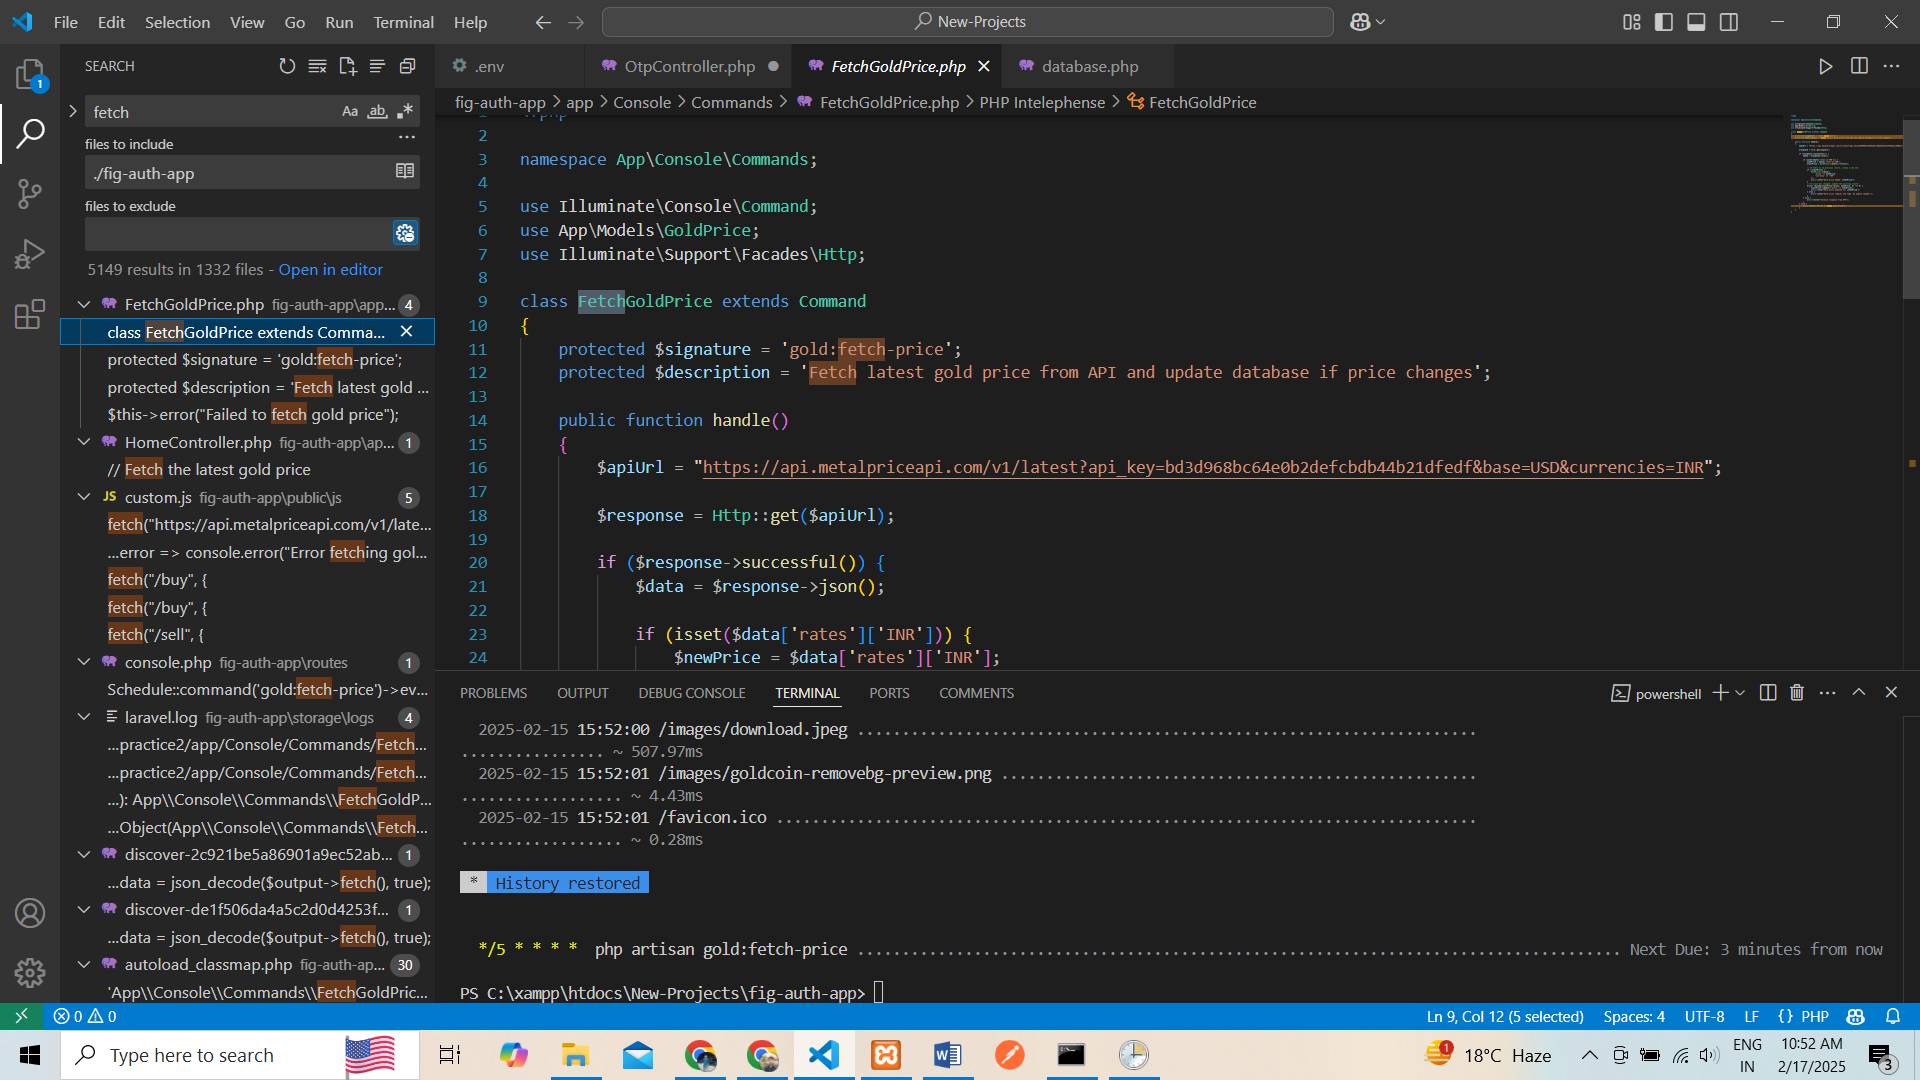 File Edit Selection View Go Run Terminal Help
New-Projects
SEARCH
fetch
files to include
./fig-auth-app
files to exclude
5149 results in 1332 files - Open in editor
FetchGoldPrice.php fig-auth-app\app... 4
class FetchGoldPrice extends Comma...
protected $signature = 'gold:fetch-price';
protected $description = 'Fetch latest gold ...
$this->error("Failed to fetch gold price");
HomeController.php fig-auth-app\ap... 1
// Fetch the latest gold price
JS custom.js fig-auth-app\public\js 5
fetch("https://api.metalpriceapi.com/v1/late...
...error => console.error("Error fetching gol...
fetch("/buy", {
fetch("/buy", {
fetch("/sell", {
console.php fig-auth-app\routes 1
Schedule::command('gold:fetch-price')->ev...
laravel.log fig-auth-app\storage\logs 4
...practice2/app/Console/Commands/Fetch...
...practice2/app/Console/Commands/Fetch...
...): App\\Console\\Commands\\FetchGoldP...
...Object(App\\Console\\Commands\\Fetch...
discover-2c921be5a86901a9ec52ab... 1
...data = json_decode($output->fetch(), true);
discover-de1f506da4a5c2d0d4253f... 1
...data = json_decode($output->fetch(), true);
autoload_classmap.php fig-auth-ap... 30
'App\\Console\\Commands\\FetchGoldPric...
.env OtpController.php FetchGoldPrice.php database.php
fig-auth-app > app > Console > Commands > FetchGoldPrice.php > PHP Intelephense > FetchGoldPrice
2
3 namespace App\Console\Commands;
4
5 use Illuminate\Console\Command;
6 use App\Models\GoldPrice;
7 use Illuminate\Support\Facades\Http;
8
9 class FetchGoldPrice extends Command
10 {
11 protected $signature = 'gold:fetch-price';
12 protected $description = 'Fetch latest gold price from API and update database if price changes';
13
14 public function handle()
15 {
16 $apiUrl = "https://api.metalpriceapi.com/v1/latest?api_key=bd3d968bc64e0b2defcbdb44b21dfedf&base=USD&currencies=INR";
17
18 $response = Http::get($apiUrl);
19
20 if ($response->successful()) {
21 $data = $response->json();
22
23 if (isset($data['rates']['INR'])) {
24 $newPrice = $data['rates']['INR'];
PROBLEMS OUTPUT DEBUG CONSOLE TERMINAL PORTS COMMENTS
powershell
2025-02-15 15:52:00 /images/download.jpeg ......................................................................
................ ~ 507.97ms
2025-02-15 15:52:01 /images/goldcoin-removebg-preview.png ......................................................
.................. ~ 4.43ms
2025-02-15 15:52:01 /favicon.ico ...............................................................................
.................. ~ 0.28ms
* History restored
*/5 * * * * php artisan gold:fetch-price ...................................................................................... Next Due: 3 minutes from now
PS C:\xampp\htdocs\New-Projects\fig-auth-app>
0 0 Ln 9, Col 12 (5 selected) Spaces: 4 UTF-8 LF {} PHP
Type here to search
1 18°C Haze
ENG
IN
10:52 AM
2/17/2025
3